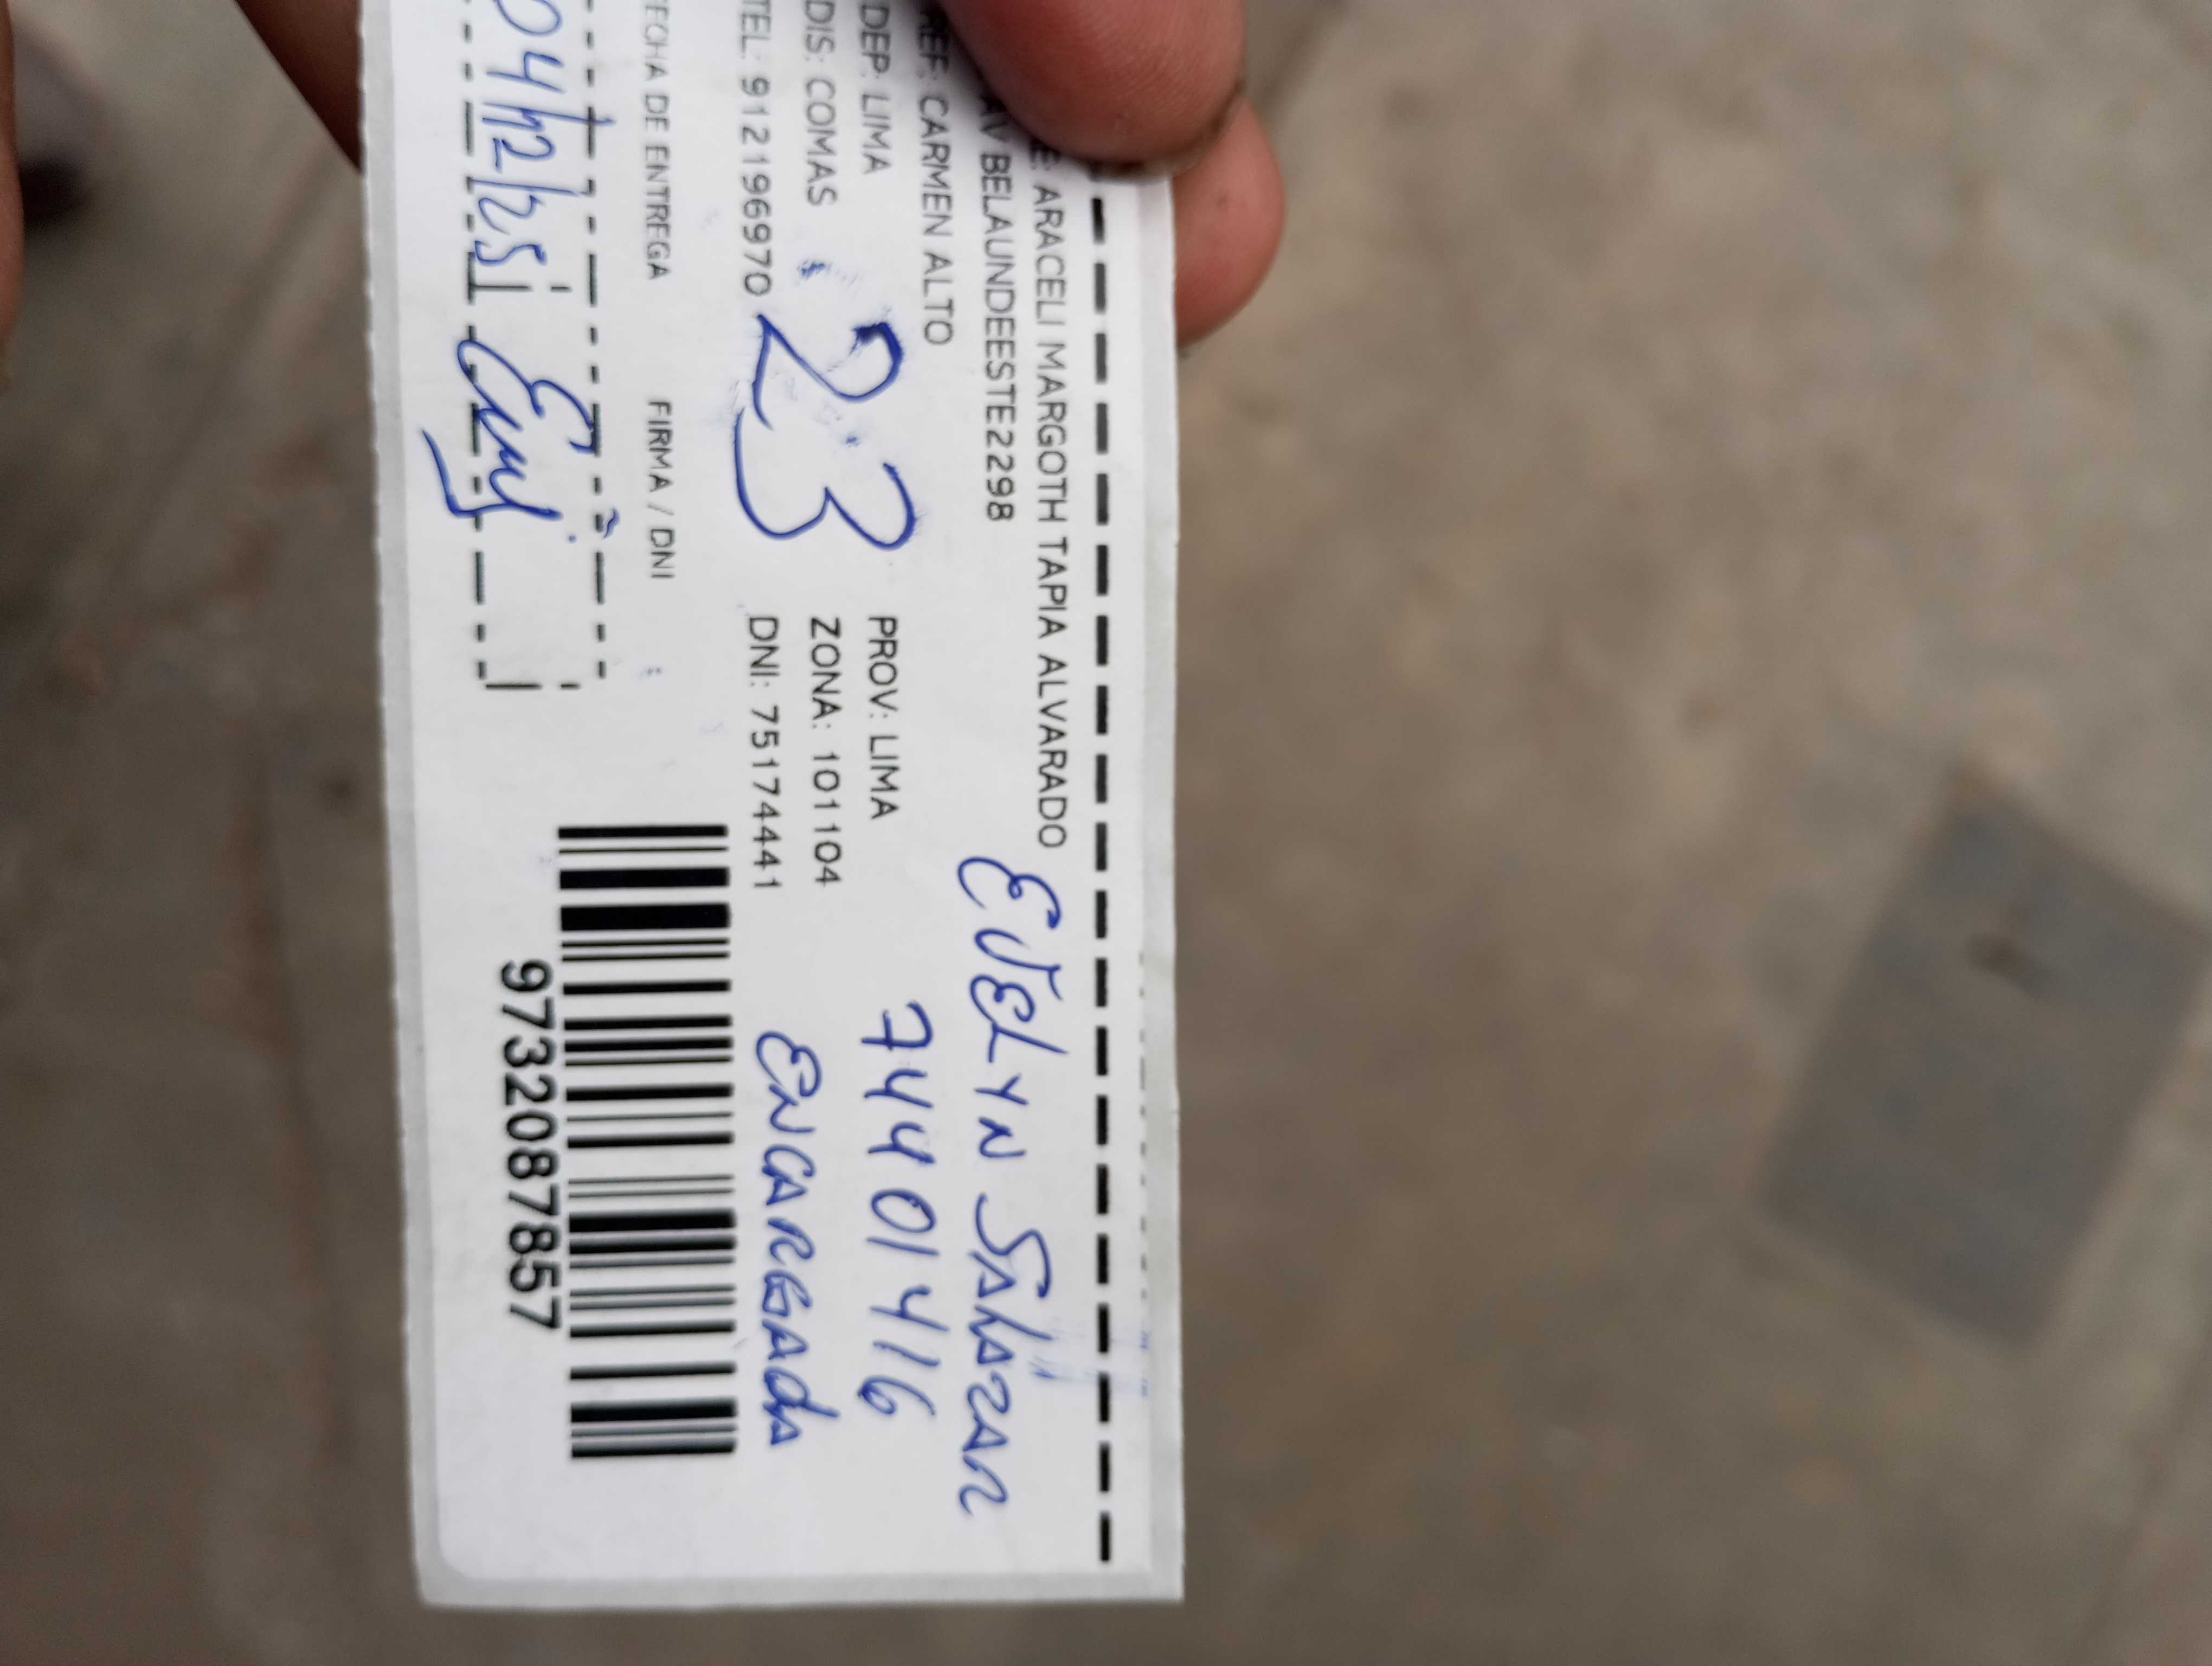 E: ARACELI MARGOTH TAPIA ALVARADO
AV BELAUNDEESTE2298
REF: CARMEN ALTO
DEP: LIMA
PROV: LIMA
DIS: COMAS
ZONA: 101104
TEL: 912196970
DNI: 75174441
23
EVELYN SALAZAR
74401416
ENCARGADA
FECHA DE ENTREGA
FIRMA / DNI
04/12/25
9732087857